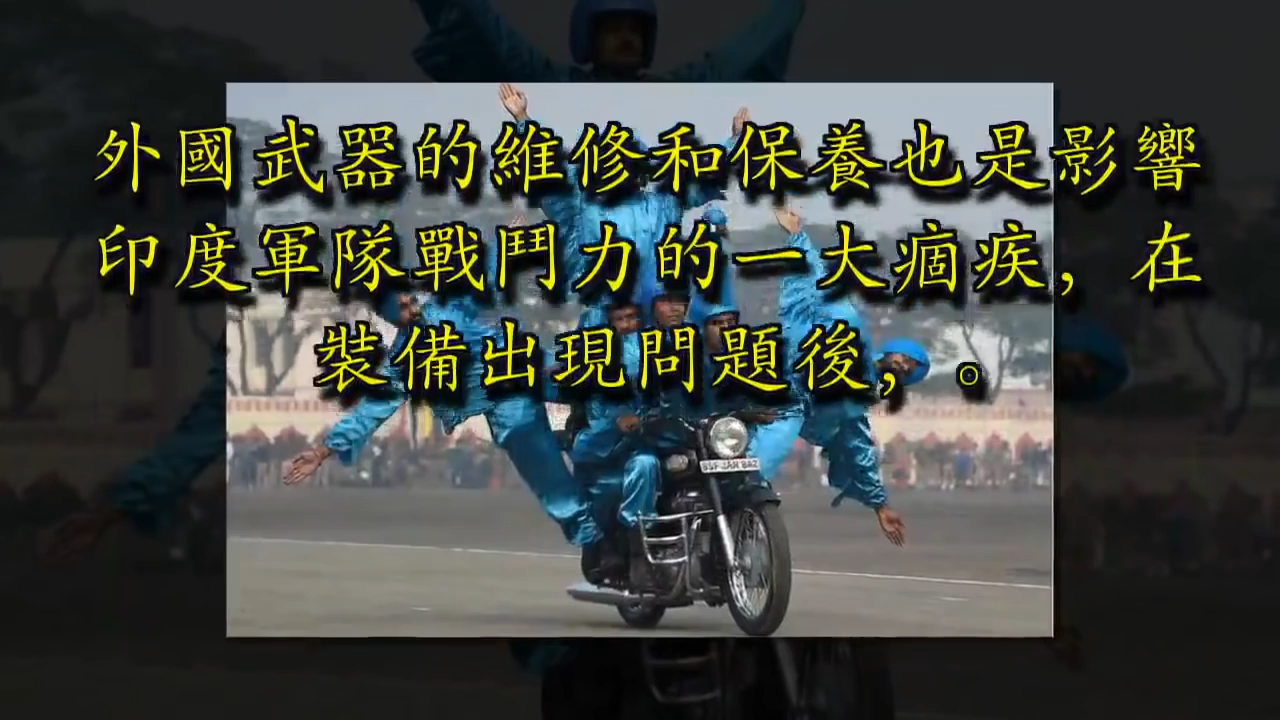 外國武器的維修和保養也是影響
印度軍隊戰鬥力的一大痼疾，在
裝備出現問題後，。